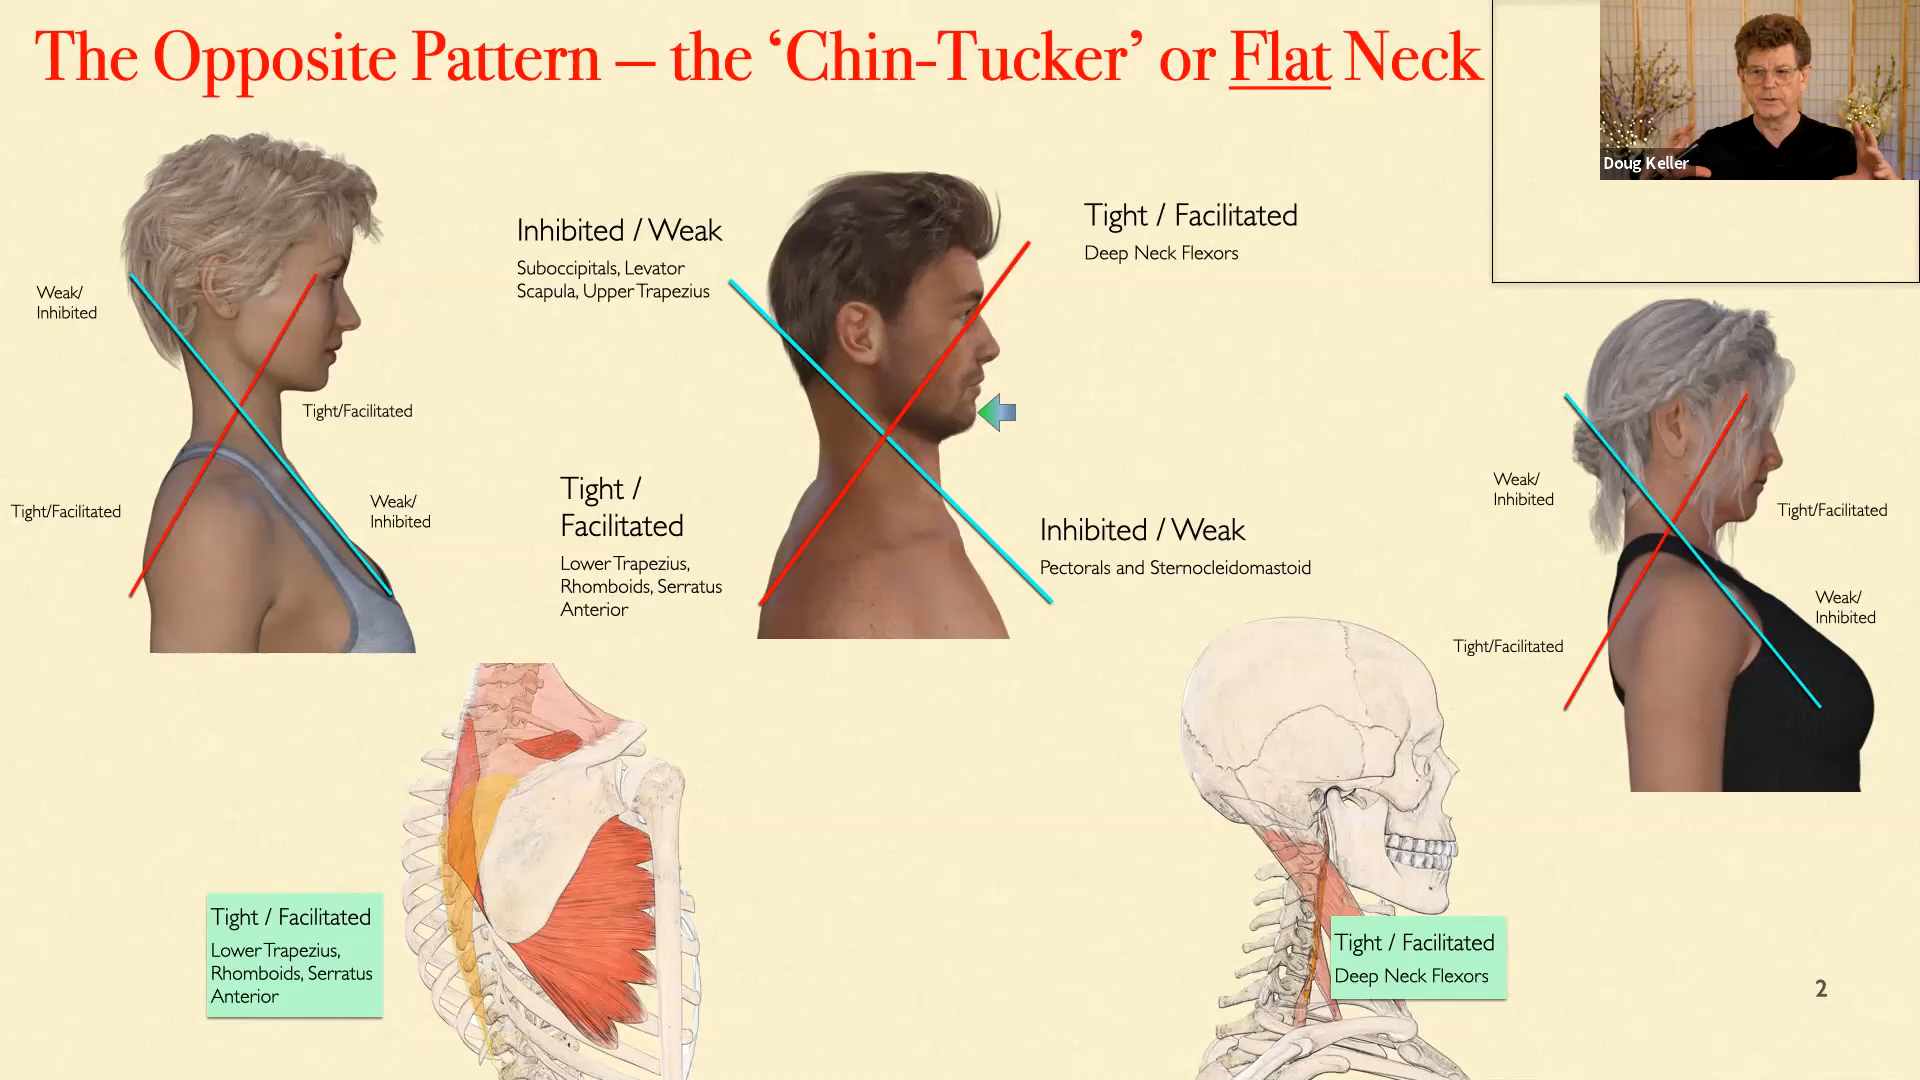 The Opposite Pattern – the ‘Chin-Tucker’ or Flat Neck
Doug Keller
Weak/
Inhibited
Tight/Facilitated
Tight/Facilitated
Weak/
Inhibited
Inhibited / Weak
Suboccipitals, Levator
Scapula, Upper Trapezius
Tight / Facilitated
Deep Neck Flexors
Tight /
Facilitated
Lower Trapezius,
Rhomboids, Serratus
Anterior
Inhibited / Weak
Pectorals and Sternocleidomastoid
Weak/
Inhibited
Tight/Facilitated
Weak/
Inhibited
Tight/Facilitated
Tight / Facilitated
Lower Trapezius,
Rhomboids, Serratus
Anterior
Tight / Facilitated
Deep Neck Flexors
2